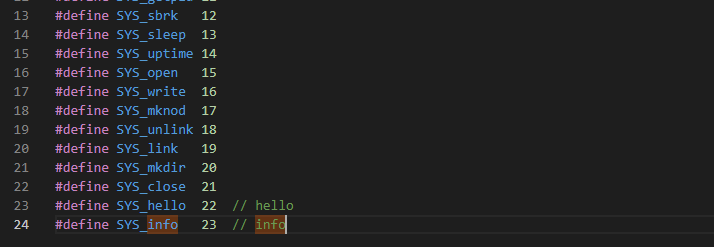 13 #define SYS_sbrk 12
14 #define SYS_sleep 13
15 #define SYS_uptime 14
16 #define SYS_open 15
17 #define SYS_write 16
18 #define SYS_mknod 17
19 #define SYS_unlink 18
20 #define SYS_link 19
21 #define SYS_mkdir 20
22 #define SYS_close 21
23 #define SYS_hello 22 // hello
24 #define SYS_info 23 // info